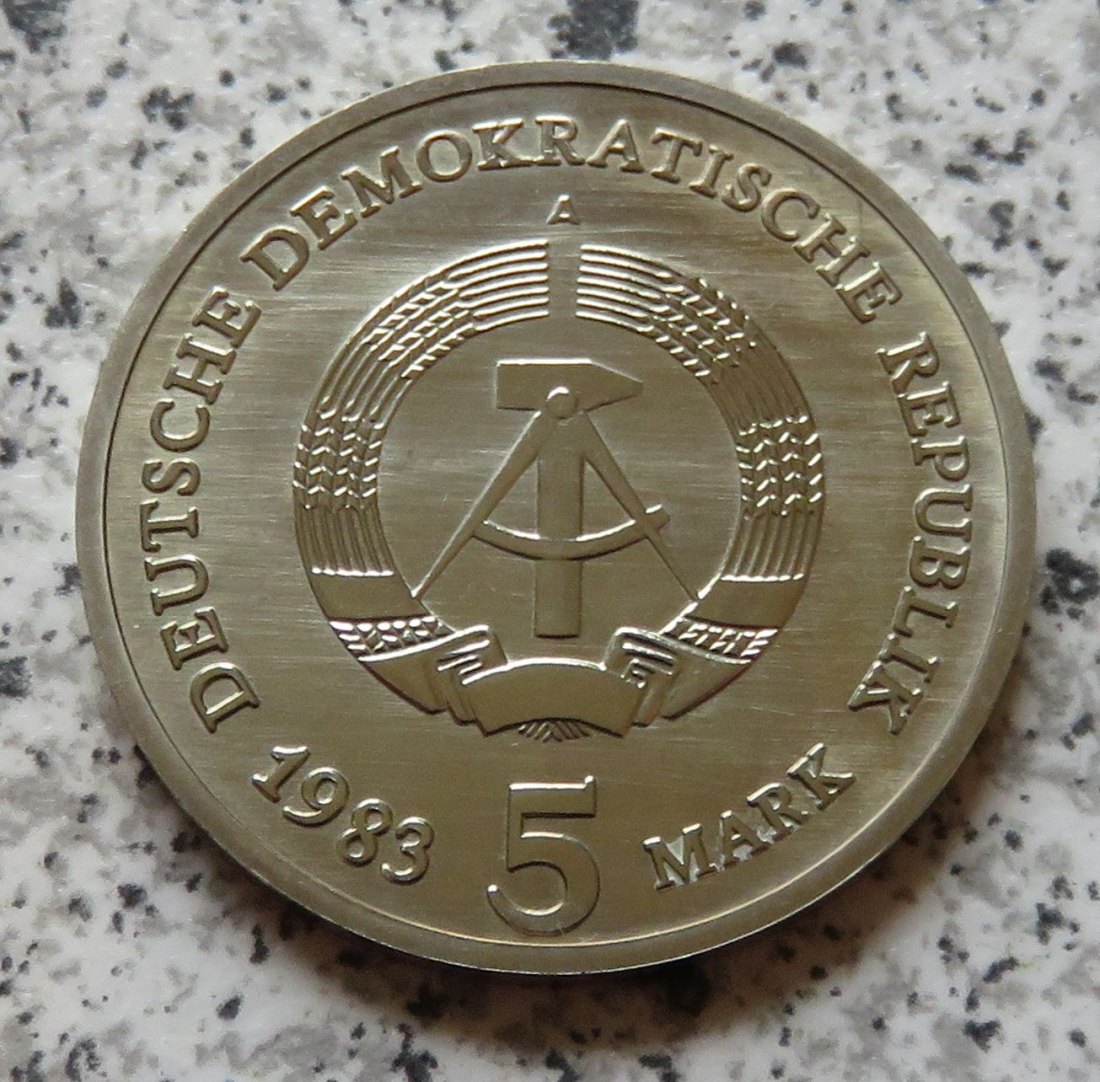 DEUTSCHE DEMOKRATISCHE REPUBLIK
A
1983 5 MARK